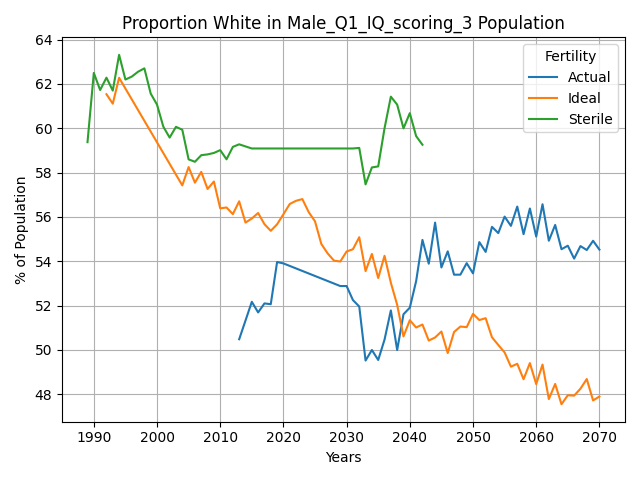 Proportion White in Male_Q1_IQ_scoring_3 Population
% of Population
64
62
60
58
56
54
52
50
48
Fertility
Actual
Ideal
Sterile
1990 2000 2010 2020 2030 2040 2050 2060 2070
Years